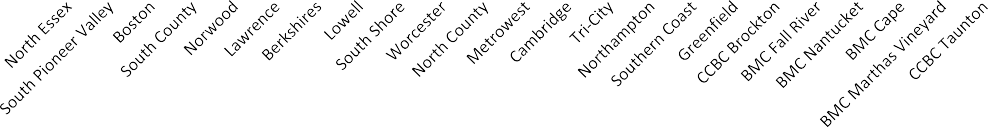 North Essex
South Pioneer Valley
Boston
South County
Norwood
Lawrence
Berkshires
Lowell
South Shore
Worcester
North County
Metrowest
Cambridge
Tri-City
Northampton
Southern Coast
Greenfield
CCBC Brockton
BMC Fall River
BMC Nantucket
BMC Cape
BMC Marthas Vineyard
CCBC Taunton